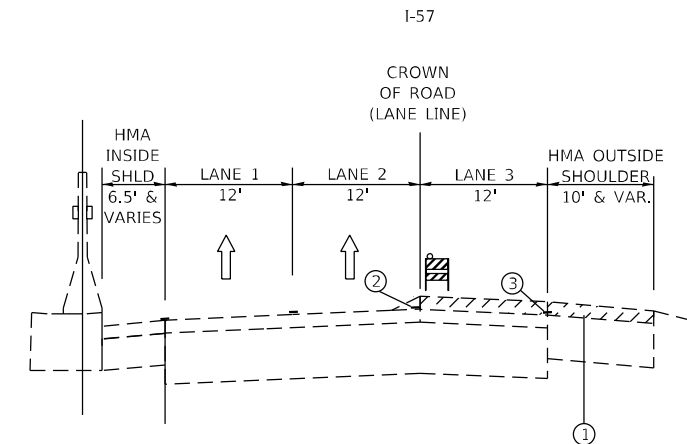 I-57
CROWN
OF ROAD
(LANE LINE)
HMA
INSIDE
SHLD
6.5' &
VARIES
LANE 1
12'
LANE 2
12'
LANE 3
12'
HMA OUTSIDE
SHOULDER
10' & VAR.
2
3
1